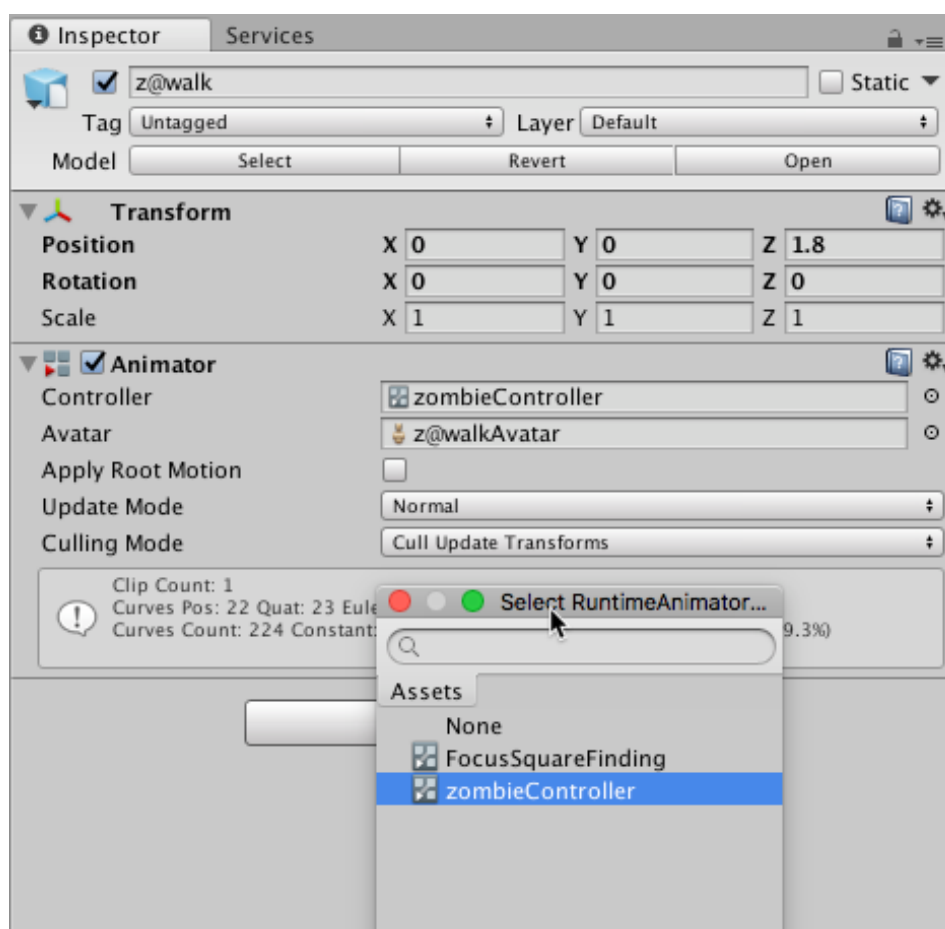 Inspector Services
z@walk Static
Tag Untagged Layer Default
Model Select Revert Open
Transform
Position X 0 Y 0 Z 1.8
Rotation X 0 Y 0 Z 0
Scale X 1 Y 1 Z 1
Animator
Controller zombieController
Avatar z@walkAvatar
Apply Root Motion
Update Mode Normal
Culling Mode Cull Update Transforms
Clip Count: 1
Curves Pos: 22 Quat: 23 Eule
Curves Count: 224 Constant: 9.3%)
Select RuntimeAnimator...
Assets
None
FocusSquareFinding
zombieController